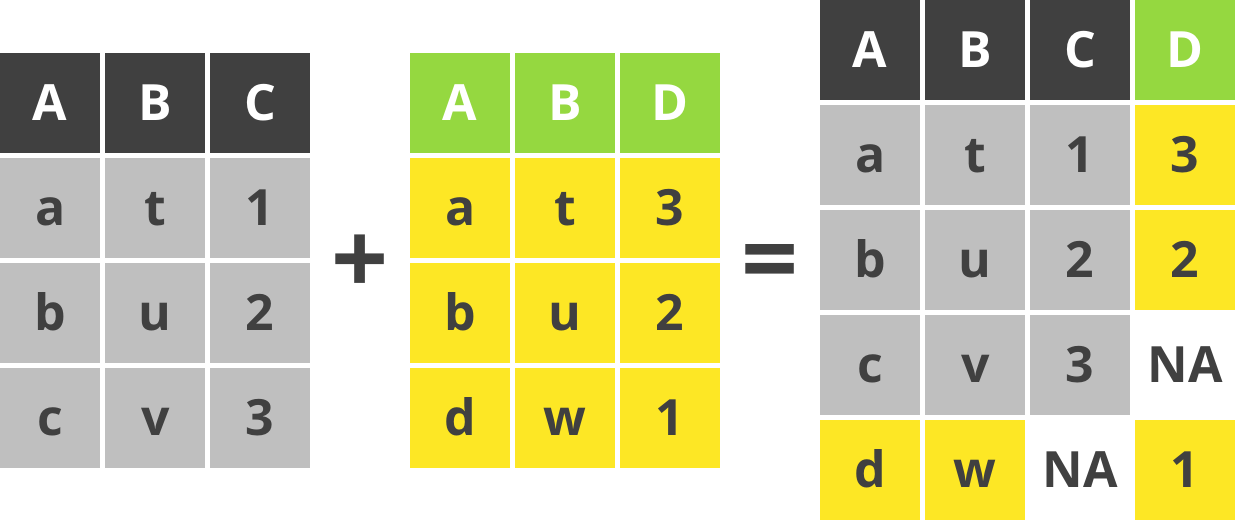 A B C
a t 1
b u 2
c v 3
+
A B D
a t 3
b u 2
d w 1
=
A B C D
a t 1 3
b u 2 2
c v 3 NA
d w NA 1